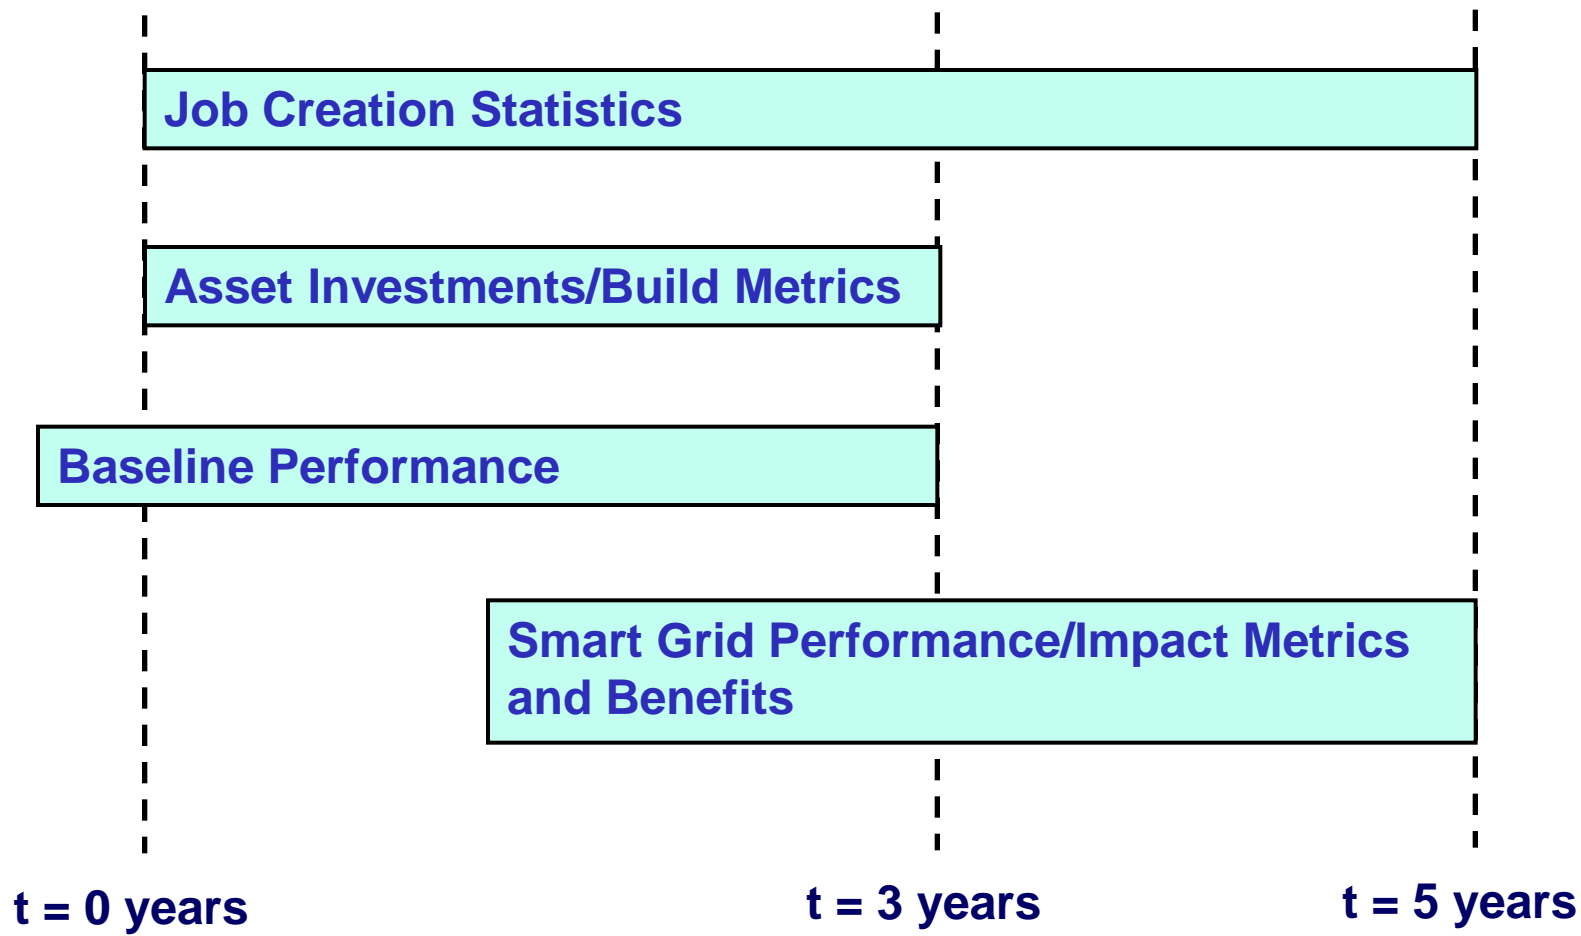 Job Creation Statistics
Asset Investments/Build Metrics
Baseline Performance
Smart Grid Performance/Impact Metrics
and Benefits
t = 0 years
t = 3 years
t = 5 years